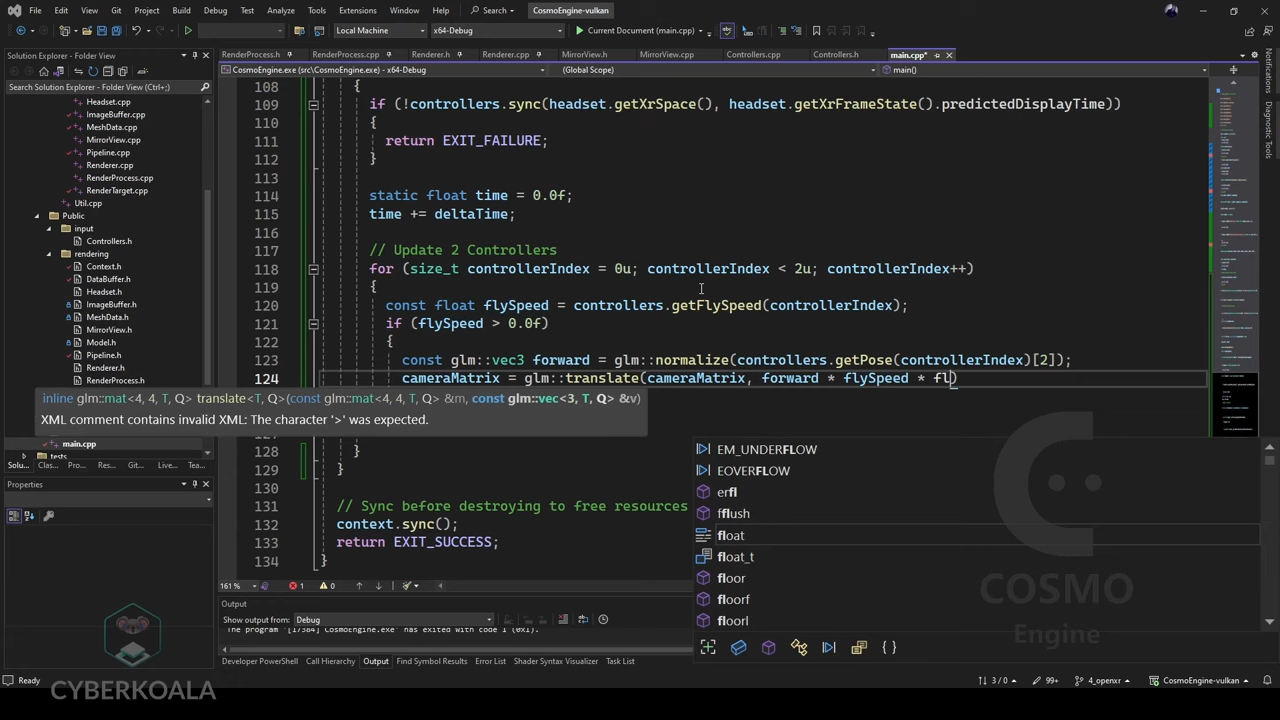 File Edit View Git Project Build Debug Test Analyze Tools Extensions Window Help Search CosmoEngine-vulkan
Local Machine x64-Debug Current Document (main.cpp)
Solution Explorer - Folder View
RenderProcess.h RenderProcess.cpp Renderer.h Renderer.cpp MirrorView.h MirrorView.cpp Controllers.cpp Controllers.h main.cpp*
CosmoEngine.exe (src\CosmoEngine.exe) - x64-Debug (Global Scope) main()
Search Solution Explorer - Folder View
Headset.cpp
ImageBuffer.cpp
MeshData.cpp
MirrorView.cpp
Pipeline.cpp
Renderer.cpp
RenderProcess.cpp
RenderTarget.cpp
Util.cpp
Public
input
Controllers.h
rendering
Context.h
DataBuffer.h
Headset.h
ImageBuffer.h
MeshData.h
MirrorView.h
Model.h
Pipeline.h
Renderer.h
RenderProcess.h
main.cpp
tests
Solu... Clas... Pro... Res... Git... Live... Tea...
Properties
108 {
109 if (!controllers.sync(headset.getXrSpace(), headset.getXrFrameState().predictedDisplayTime))
110 {
111 return EXIT_FAILURE;
112 }
113
114 static float time = 0.0f;
115 time += deltaTime;
116
117 // Update 2 Controllers
118 for (size_t controllerIndex = 0u; controllerIndex < 2u; controllerIndex++)
119 {
120 const float flySpeed = controllers.getFlySpeed(controllerIndex);
121 if (flySpeed > 0.0f)
122 {
123 const glm::vec3 forward = glm::normalize(controllers.getPose(controllerIndex)[2]);
124 cameraMatrix = glm::translate(cameraMatrix, forward * flySpeed * fl)
inline glm::mat<4, 4, T, Q> translate<T, Q>(const glm::mat<4, 4, T, Q> &m, const glm::vec<3, T, Q> &v)
XML comment contains invalid XML: The character '>' was expected.
128 }
129 }
130
131 // Sync before destroying to free resources
132 context.sync();
133 return EXIT_SUCCESS;
134 }
EM_UNDERFLOW
EOVERFLOW
erfl
fflush
float
float_t
floor
floorf
floorl
161 % 1 0
Output
Show output from: Debug
Developer PowerShell Call Hierarchy Output Find Symbol Results Error List Shader Syntax Visualizer Task List
Ready 3 / 0 99+ 4_openxr CosmoEngine-vulkan
Notifications
Diagnostic Tools
COSMO
Engine
CYBERKOALA